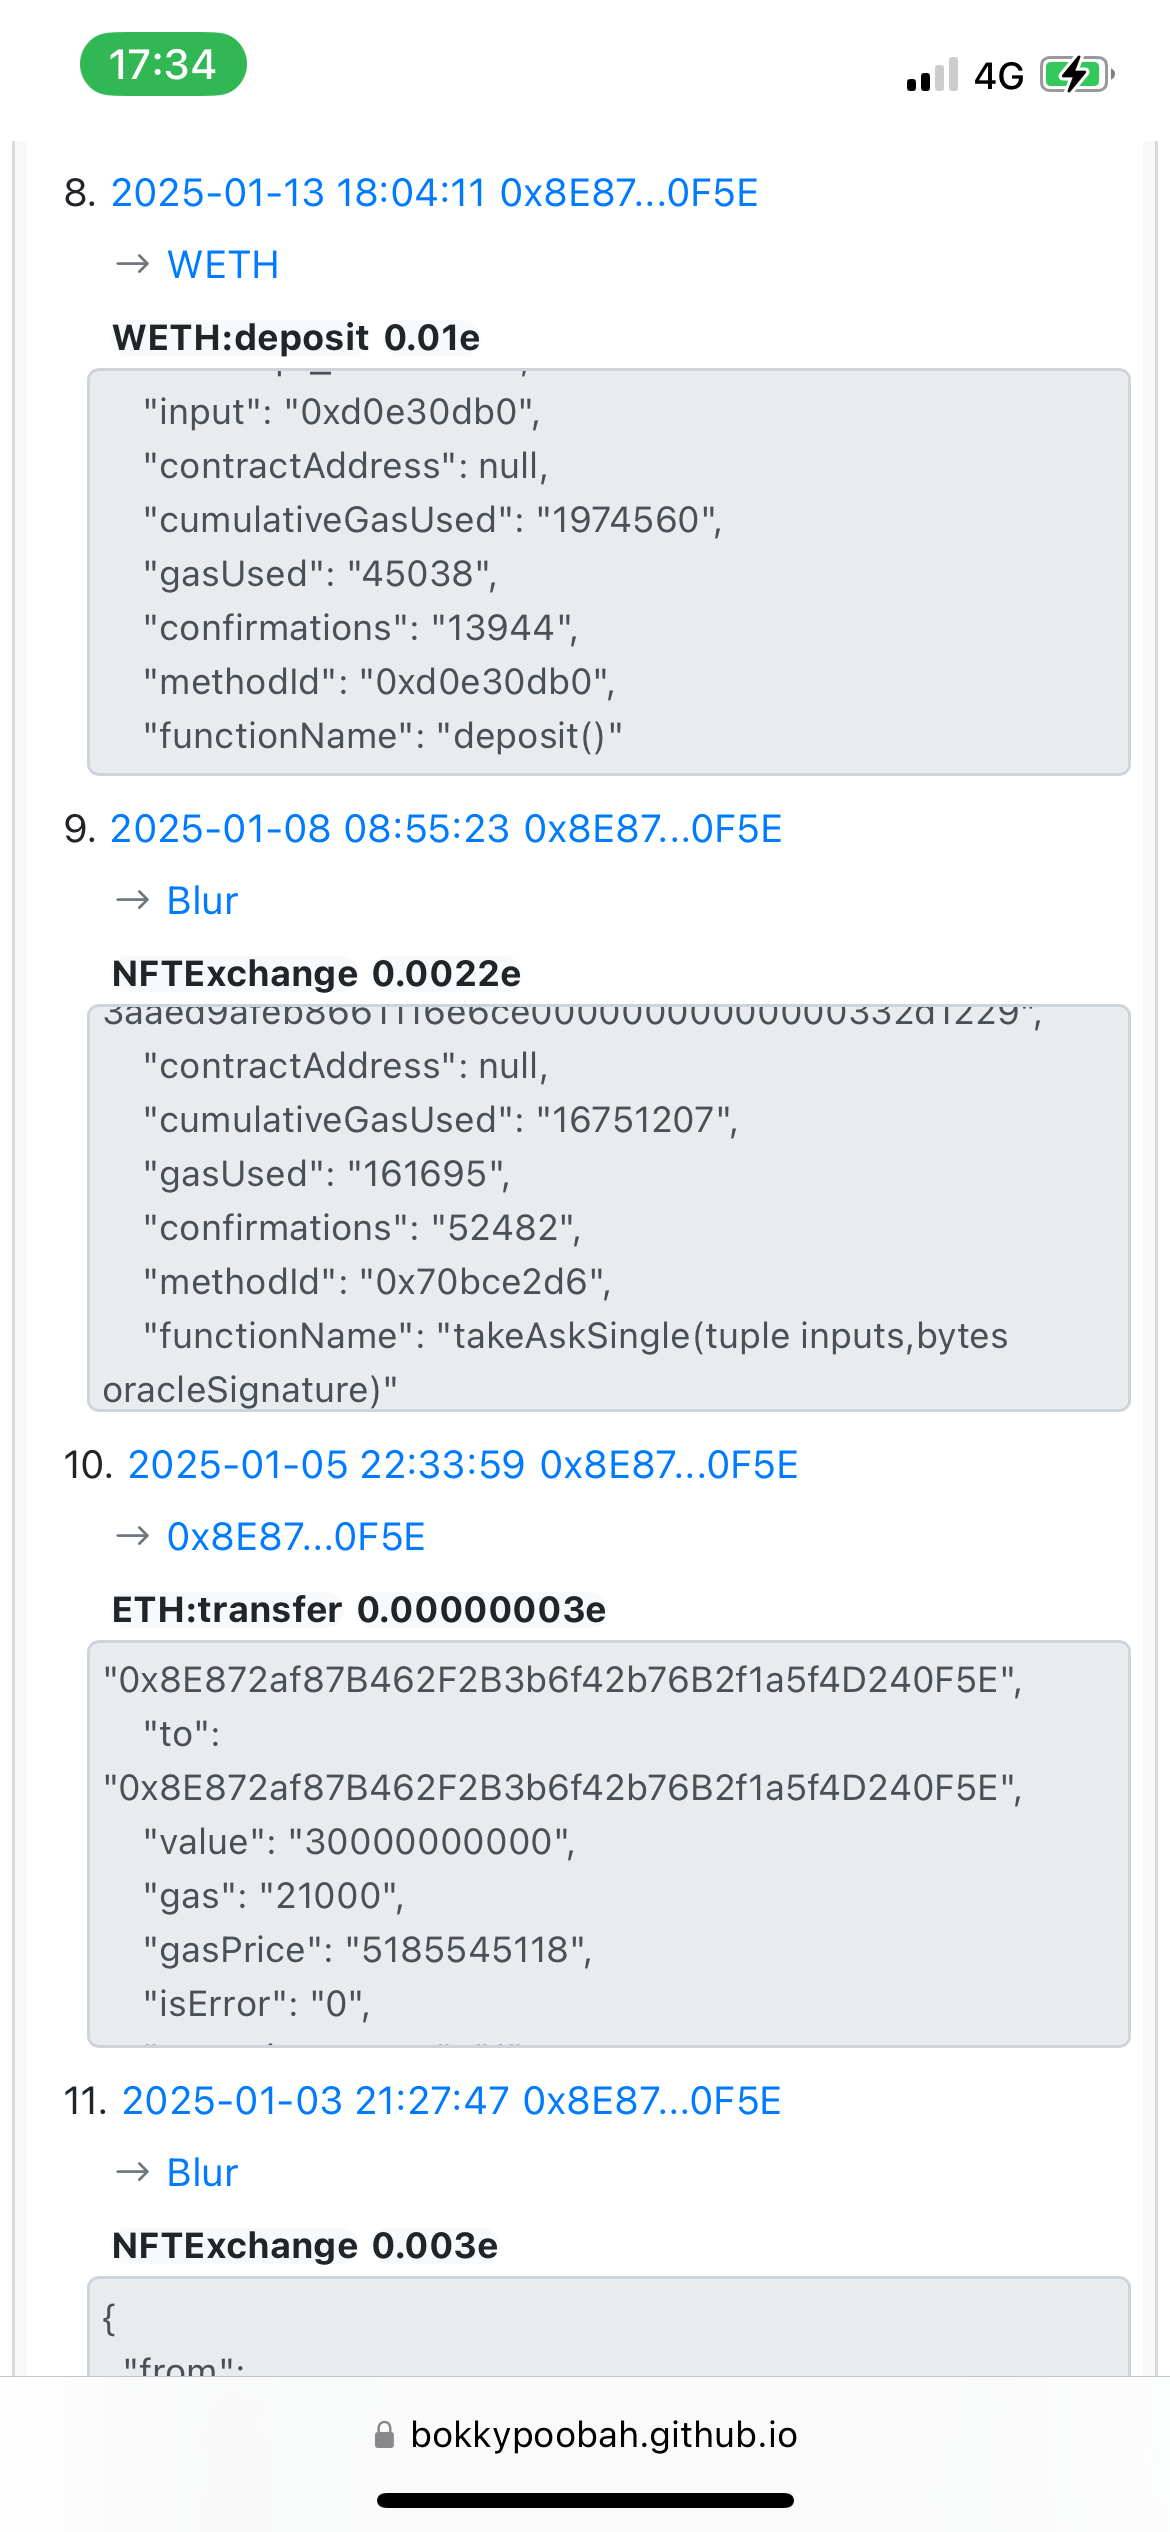 17:34
4G
8. 2025-01-13 18:04:11 0x8E87...0F5E
→ WETH
WETH:deposit 0.01e
"input": "0xd0e30db0",
"contractAddress": null,
"cumulativeGasUsed": "1974560",
"gasUsed": "45038",
"confirmations": "13944",
"methodId": "0xd0e30db0",
"functionName": "deposit()"
9. 2025-01-08 08:55:23 0x8E87...0F5E
→ Blur
NFTExchange 0.0022e
"contractAddress": null,
"cumulativeGasUsed": "16751207",
"gasUsed": "161695",
"confirmations": "52482",
"methodId": "0x70bce2d6",
"functionName": "takeAskSingle(tuple inputs,bytes
oracleSignature)"
10. 2025-01-05 22:33:59 0x8E87...0F5E
→ 0x8E87...0F5E
ETH:transfer 0.00000003e
"0x8E872af87B462F2B3b6f42b76B2f1a5f4D240F5E",
"to":
"0x8E872af87B462F2B3b6f42b76B2f1a5f4D240F5E",
"value": "30000000000",
"gas": "21000",
"gasPrice": "5185545118",
"isError": "0",
11. 2025-01-03 21:27:47 0x8E87...0F5E
→ Blur
NFTExchange 0.003e
{
"from":
bokkypoobah.github.io